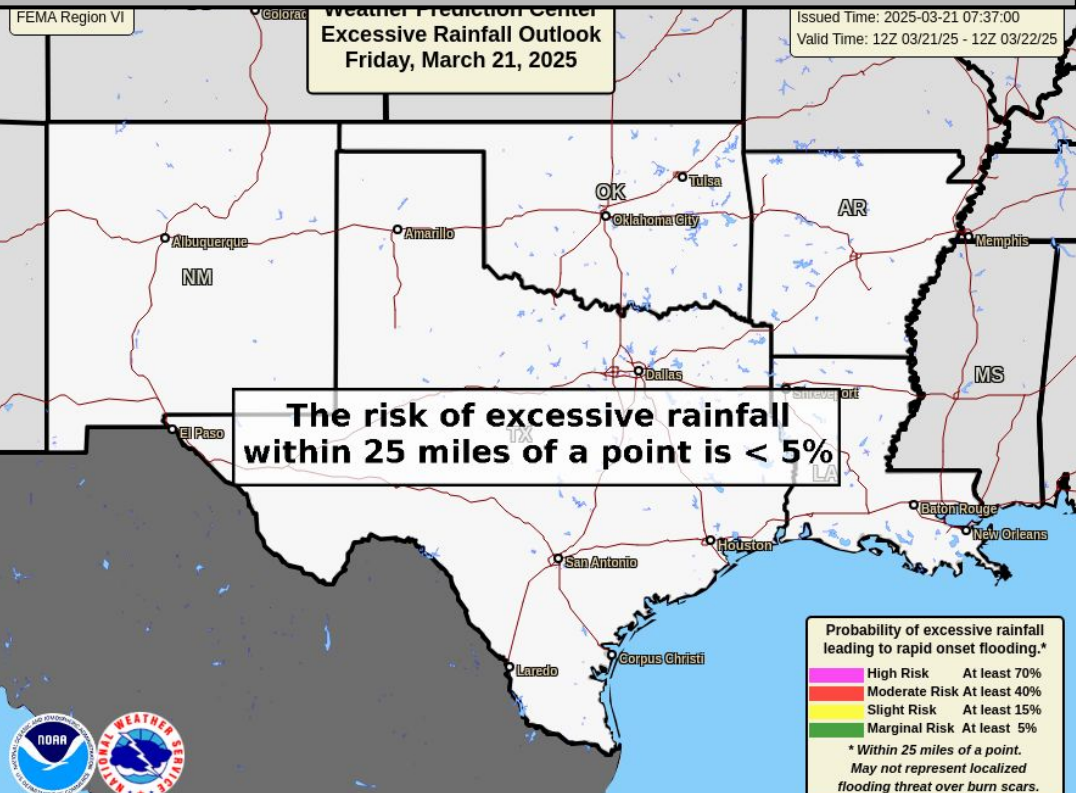 FEMA Region VI
Weather Prediction Center
Excessive Rainfall Outlook
Friday, March 21, 2025
Issued Time: 2025-03-21 07:37:00
Valid Time: 12Z 03/21/25 - 12Z 03/22/25
Tulsa
OK
AR
Oklahoma City
Albuquerque
Amarillo
Memphis
NM
Dallas
MS
Shreveport
The risk of excessive rainfall
within 25 miles of a point is < 5%
TX
El Paso
LA
Baton Rouge
New Orleans
Houston
San Antonio
Corpus Christi
Laredo
Probability of excessive rainfall
leading to rapid onset flooding.*
High Risk At least 70%
Moderate Risk At least 40%
Slight Risk At least 15%
Marginal Risk At least 5%
* Within 25 miles of a point.
May not represent localized
flooding threat over burn scars.
NOAA
NATIONAL WEATHER SERVICE